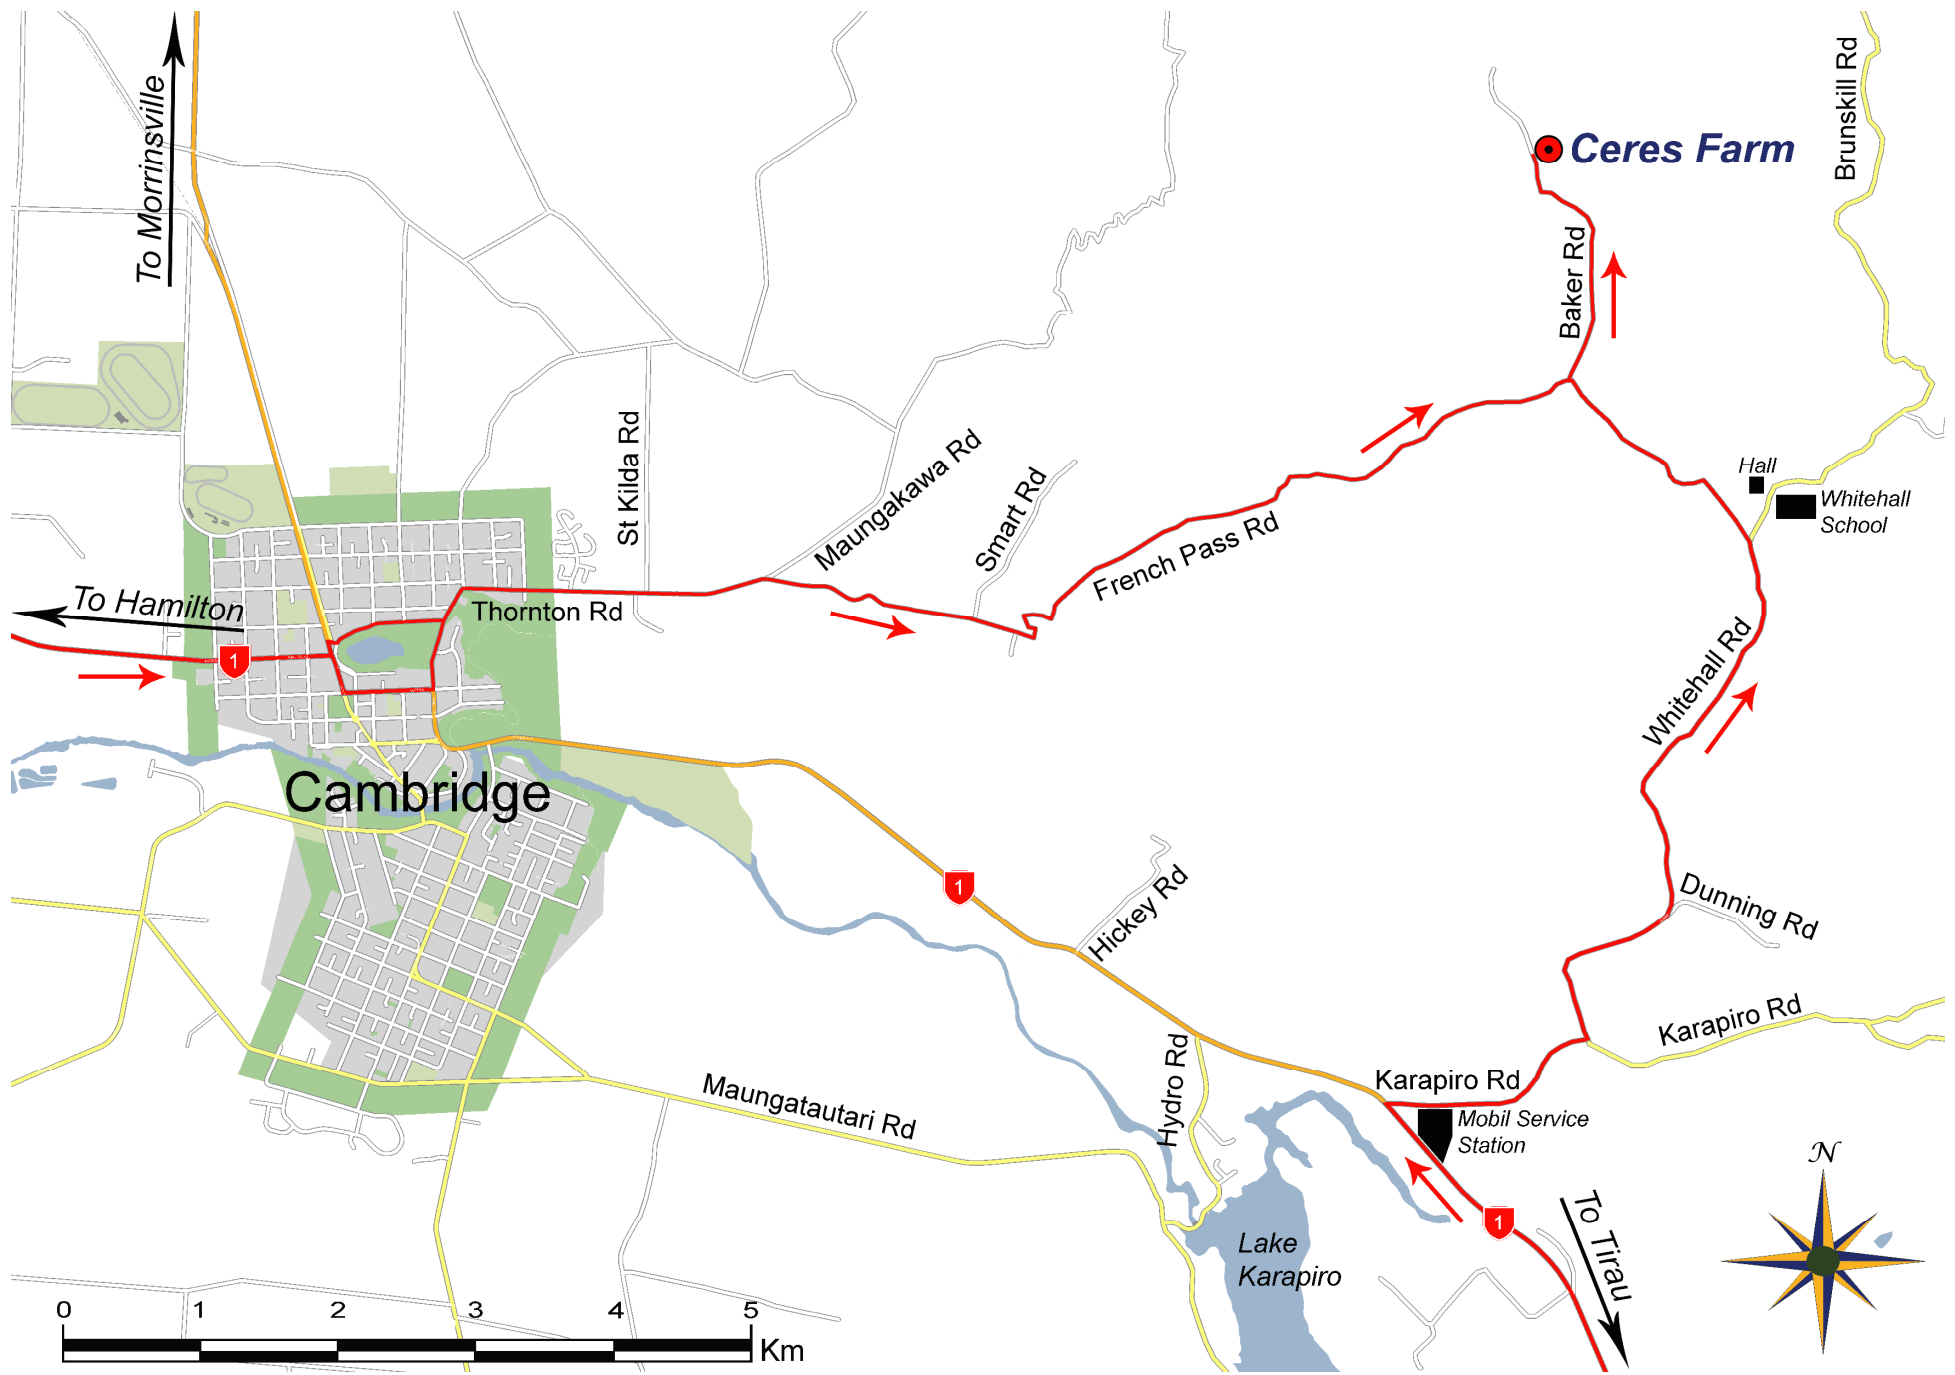 To Morrinsville
Brunskill Rd
Ceres Farm
Baker Rd
St Kilda Rd
Maungakawa Rd
Smart Rd
French Pass Rd
Hall
Whitehall
School
To Hamilton
1
Thornton Rd
Whitehall Rd
Cambridge
1
Hickey Rd
Dunning Rd
Karapiro Rd
Hydro Rd
Karapiro Rd
Mobil Service
Station
Maungatautari Rd
N
1
To Tirau
Lake
Karapiro
0 1 2 3 4 5
Km